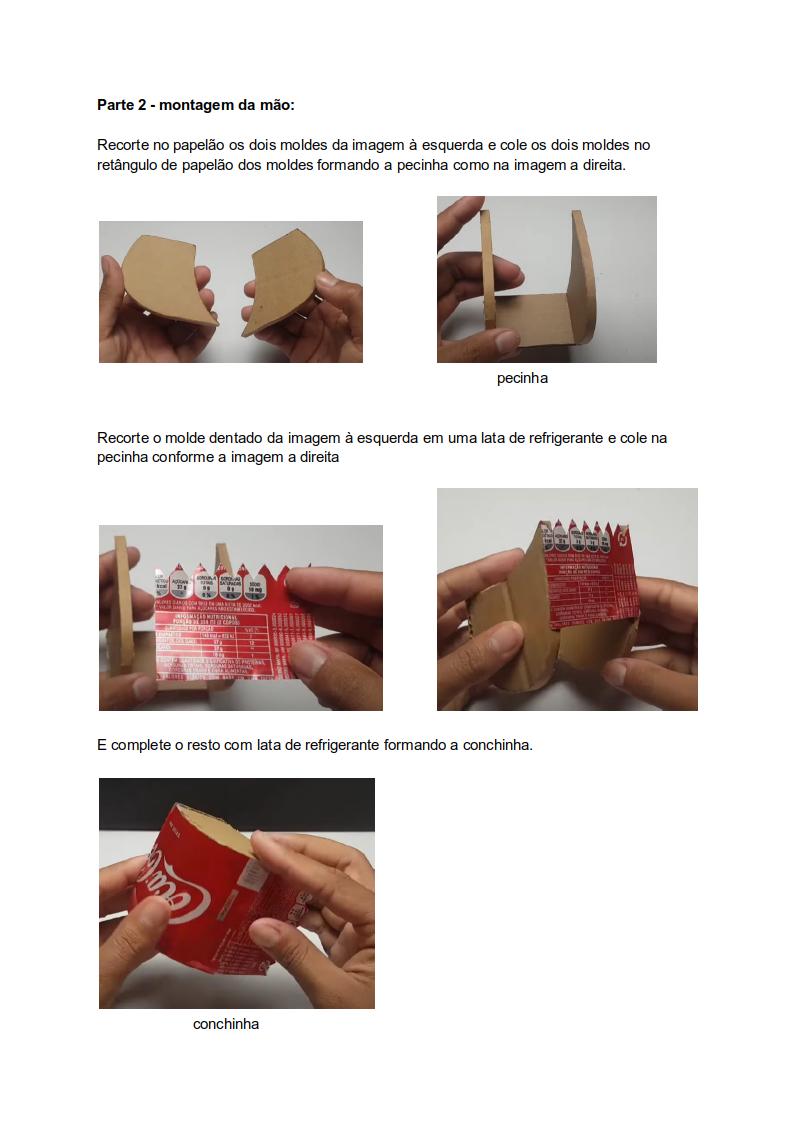 Parte 2 - montagem da mão:
Recorte no papelão os dois moldes da imagem à esquerda e cole os dois moldes no
retângulo de papelão dos moldes formando a pecinha como na imagem a direita.
pecinha
Recorte o molde dentado da imagem à esquerda em uma lata de refrigerante e cole na
pecinha conforme a imagem a direita
INFORMAÇÃO NUTRICIONAL
E complete o resto com lata de refrigerante formando a conchinha.
conchinha